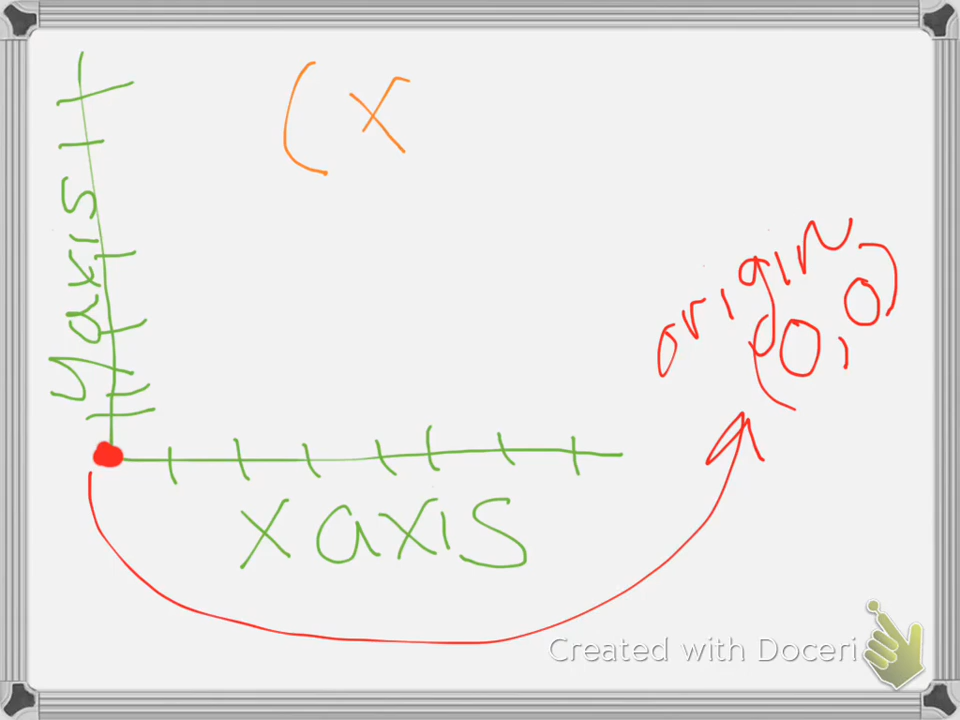 (x
y axis
origin
(0,0)
x axis
Created with Doceri